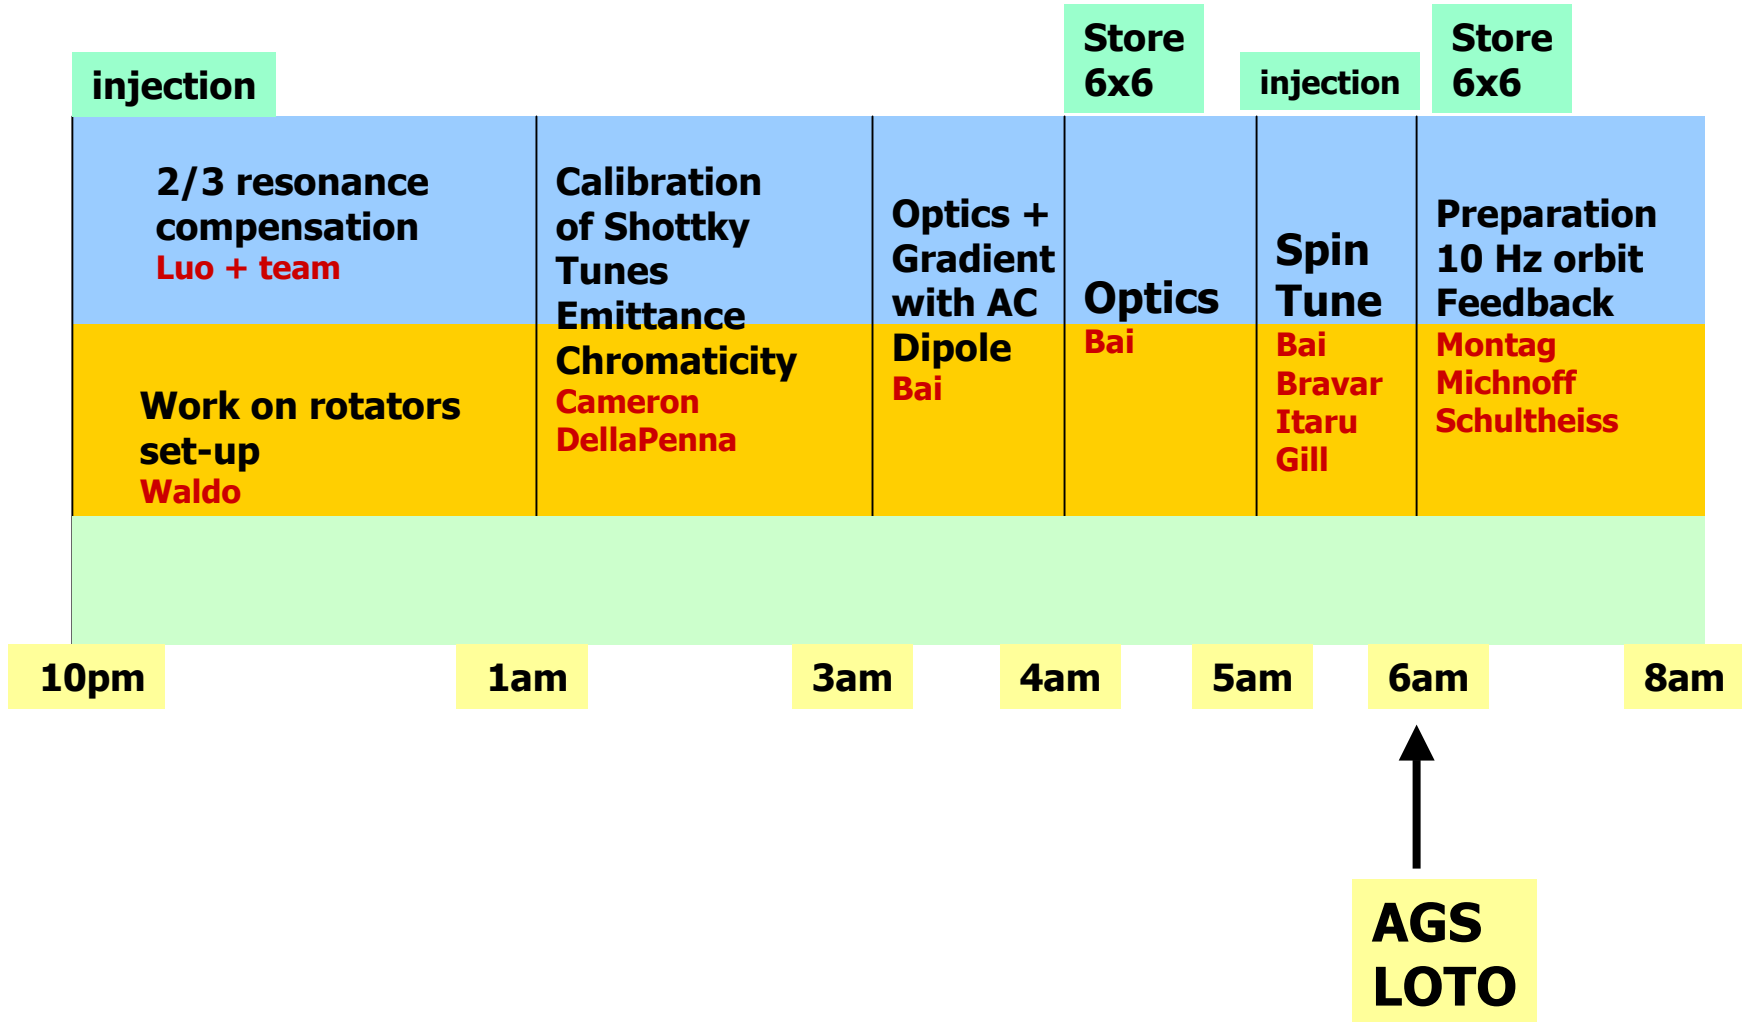 injection
Store
6x6
injection
Store
6x6
2/3 resonance
compensation
Luo + team
Work on rotators
set-up
Waldo
Calibration
of Shottky
Tunes
Emittance
Chromaticity
Cameron
DellaPenna
Optics +
Gradient
with AC
Dipole
Bai
Optics
Bai
Spin
Tune
Bai
Bravar
Itaru
Gill
Preparation
10 Hz orbit
Feedback
Montag
Michnoff
Schultheiss
10pm
1am
3am
4am
5am
6am
8am
AGS
LOTO